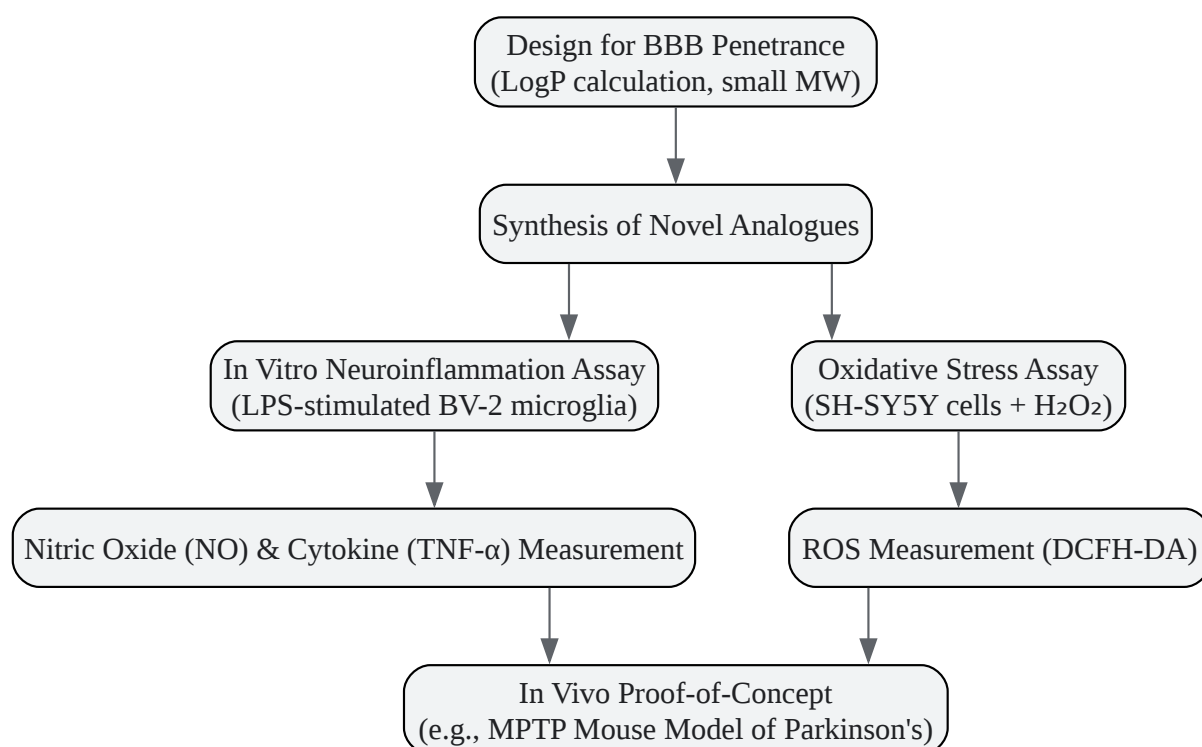 Design for BBB Penetrance
(LogP calculation, small MW)
Synthesis of Novel Analogues
In Vitro Neuroinflammation Assay
(LPS-stimulated BV-2 microglia)
Oxidative Stress Assay
(SH-SY5Y cells + H₂O₂)
Nitric Oxide (NO) & Cytokine (TNF-α) Measurement
ROS Measurement (DCFH-DA)
In Vivo Proof-of-Concept
(e.g., MPTP Mouse Model of Parkinson's)